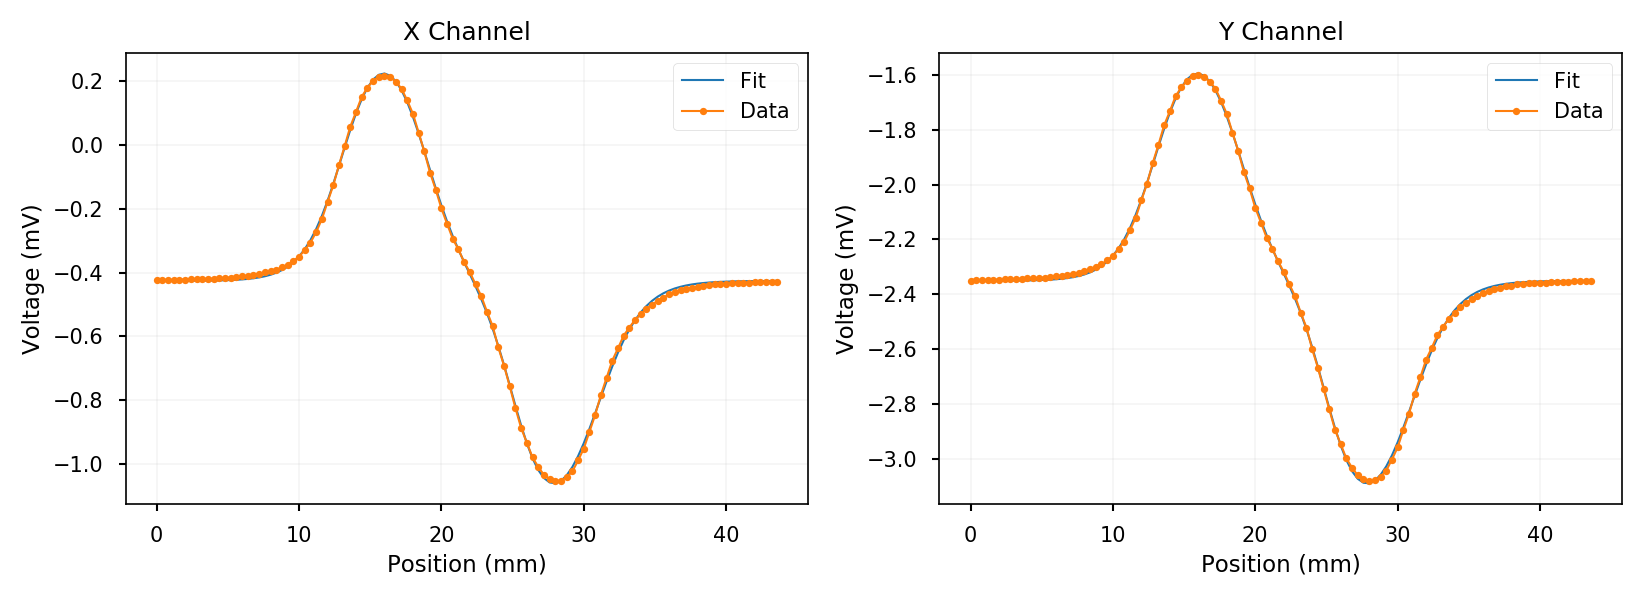 X Channel
Fit
Data
0.2
0.0
−0.2
−0.4
−0.6
−0.8
−1.0
Voltage (mV)
0
10
20
30
40
Position (mm)
Y Channel
Fit
Data
−1.6
−1.8
−2.0
−2.2
−2.4
−2.6
−2.8
−3.0
Voltage (mV)
0
10
20
30
40
Position (mm)